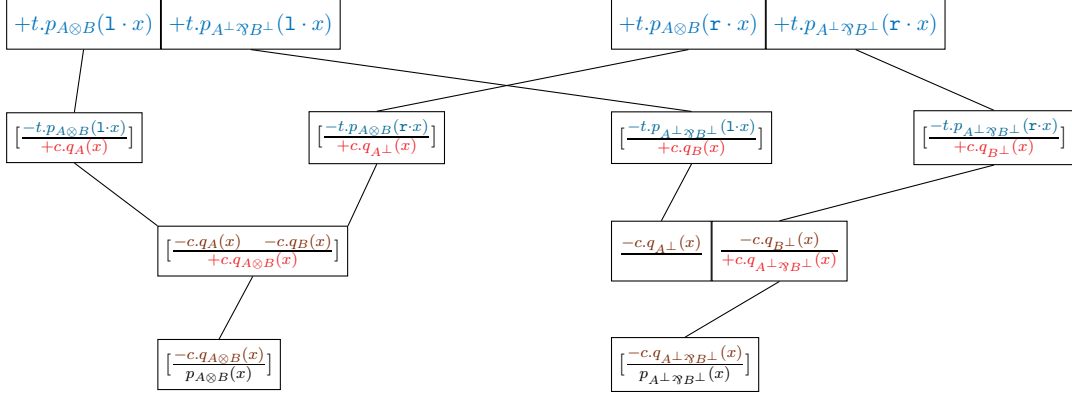 +t.p_{A⊗B}(l · x) +t.p_{A^⊥⅋B^⊥}(l · x) +t.p_{A⊗B}(r · x) +t.p_{A^⊥⅋B^⊥}(r · x)
[−t.p_{A⊗B}(l·x) [−t.p_{A⊗B}(r·x) [−t.p_{A^⊥⅋B^⊥}(l·x) [−t.p_{A^⊥⅋B^⊥}(r·x)
+c.q_A(x)] +c.q_{A^⊥}(x)] +c.q_B(x)] +c.q_{B^⊥}(x)]
[−c.q_A(x) −c.q_B(x) −c.q_{A^⊥}(x) −c.q_{B^⊥}(x)
+c.q_{A⊗B}(x)] +c.q_{A^⊥⅋B^⊥}(x)
[−c.q_{A⊗B}(x) [−c.q_{A^⊥⅋B^⊥}(x)
p_{A⊗B}(x)] p_{A^⊥⅋B^⊥}(x)]